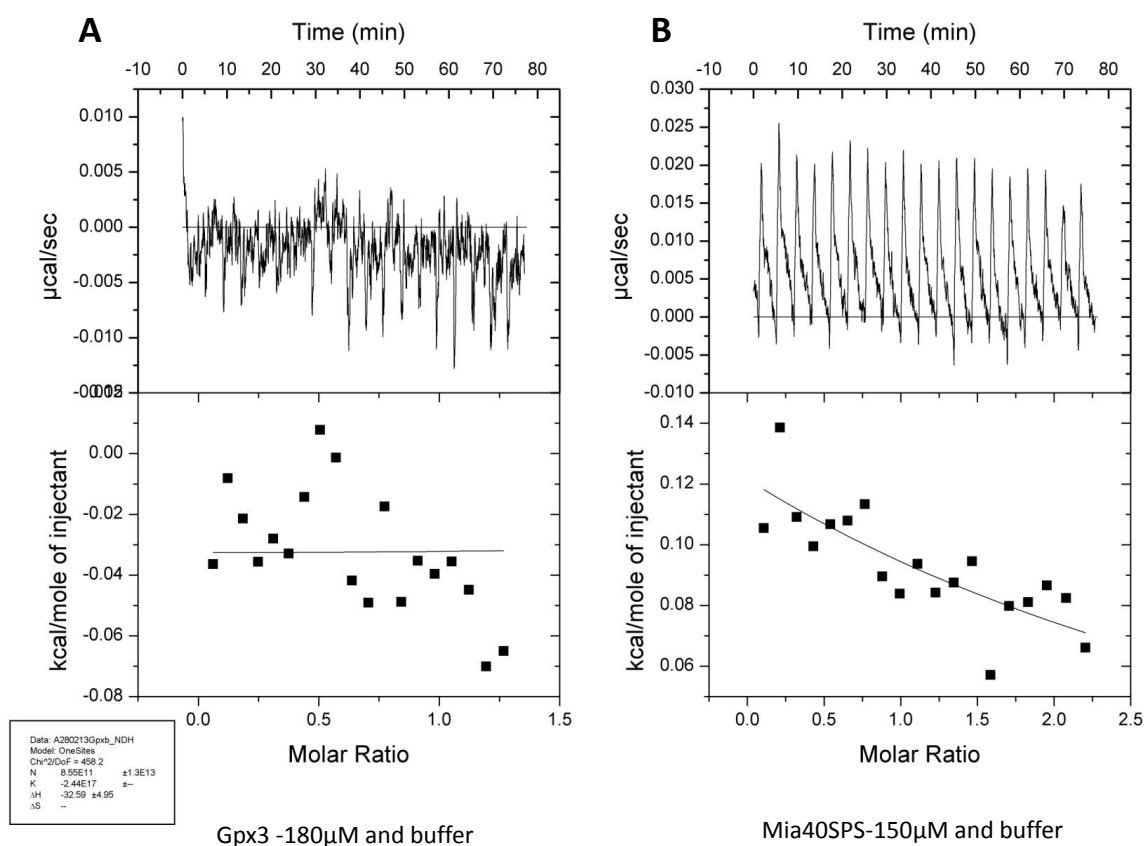 A
Time (min)
-10 0 10 20 30 40 50 60 70 80
0.010
0.005
0.000
-0.005
-0.010
µcal/sec
0.00
-0.02
-0.04
-0.06
-0.08
kcal/mole of injectant
0.0 0.5 1.0 1.5
Molar Ratio
Data: A280213Gpxb_NDH
Model: OneSites
Chi^2/DoF = 458.2
N 8.55E11 ±1.3E13
K -2.44E17 ±--
ΔH -32.59 ±4.95
ΔS --
Gpx3 -180µM and buffer
B
Time (min)
-10 0 10 20 30 40 50 60 70 80
0.030
0.025
0.020
0.015
0.010
0.005
0.000
-0.005
-0.010
µcal/sec
0.14
0.12
0.10
0.08
0.06
kcal/mole of injectant
0.0 0.5 1.0 1.5 2.0 2.5
Molar Ratio
Mia40SPS-150µM and buffer